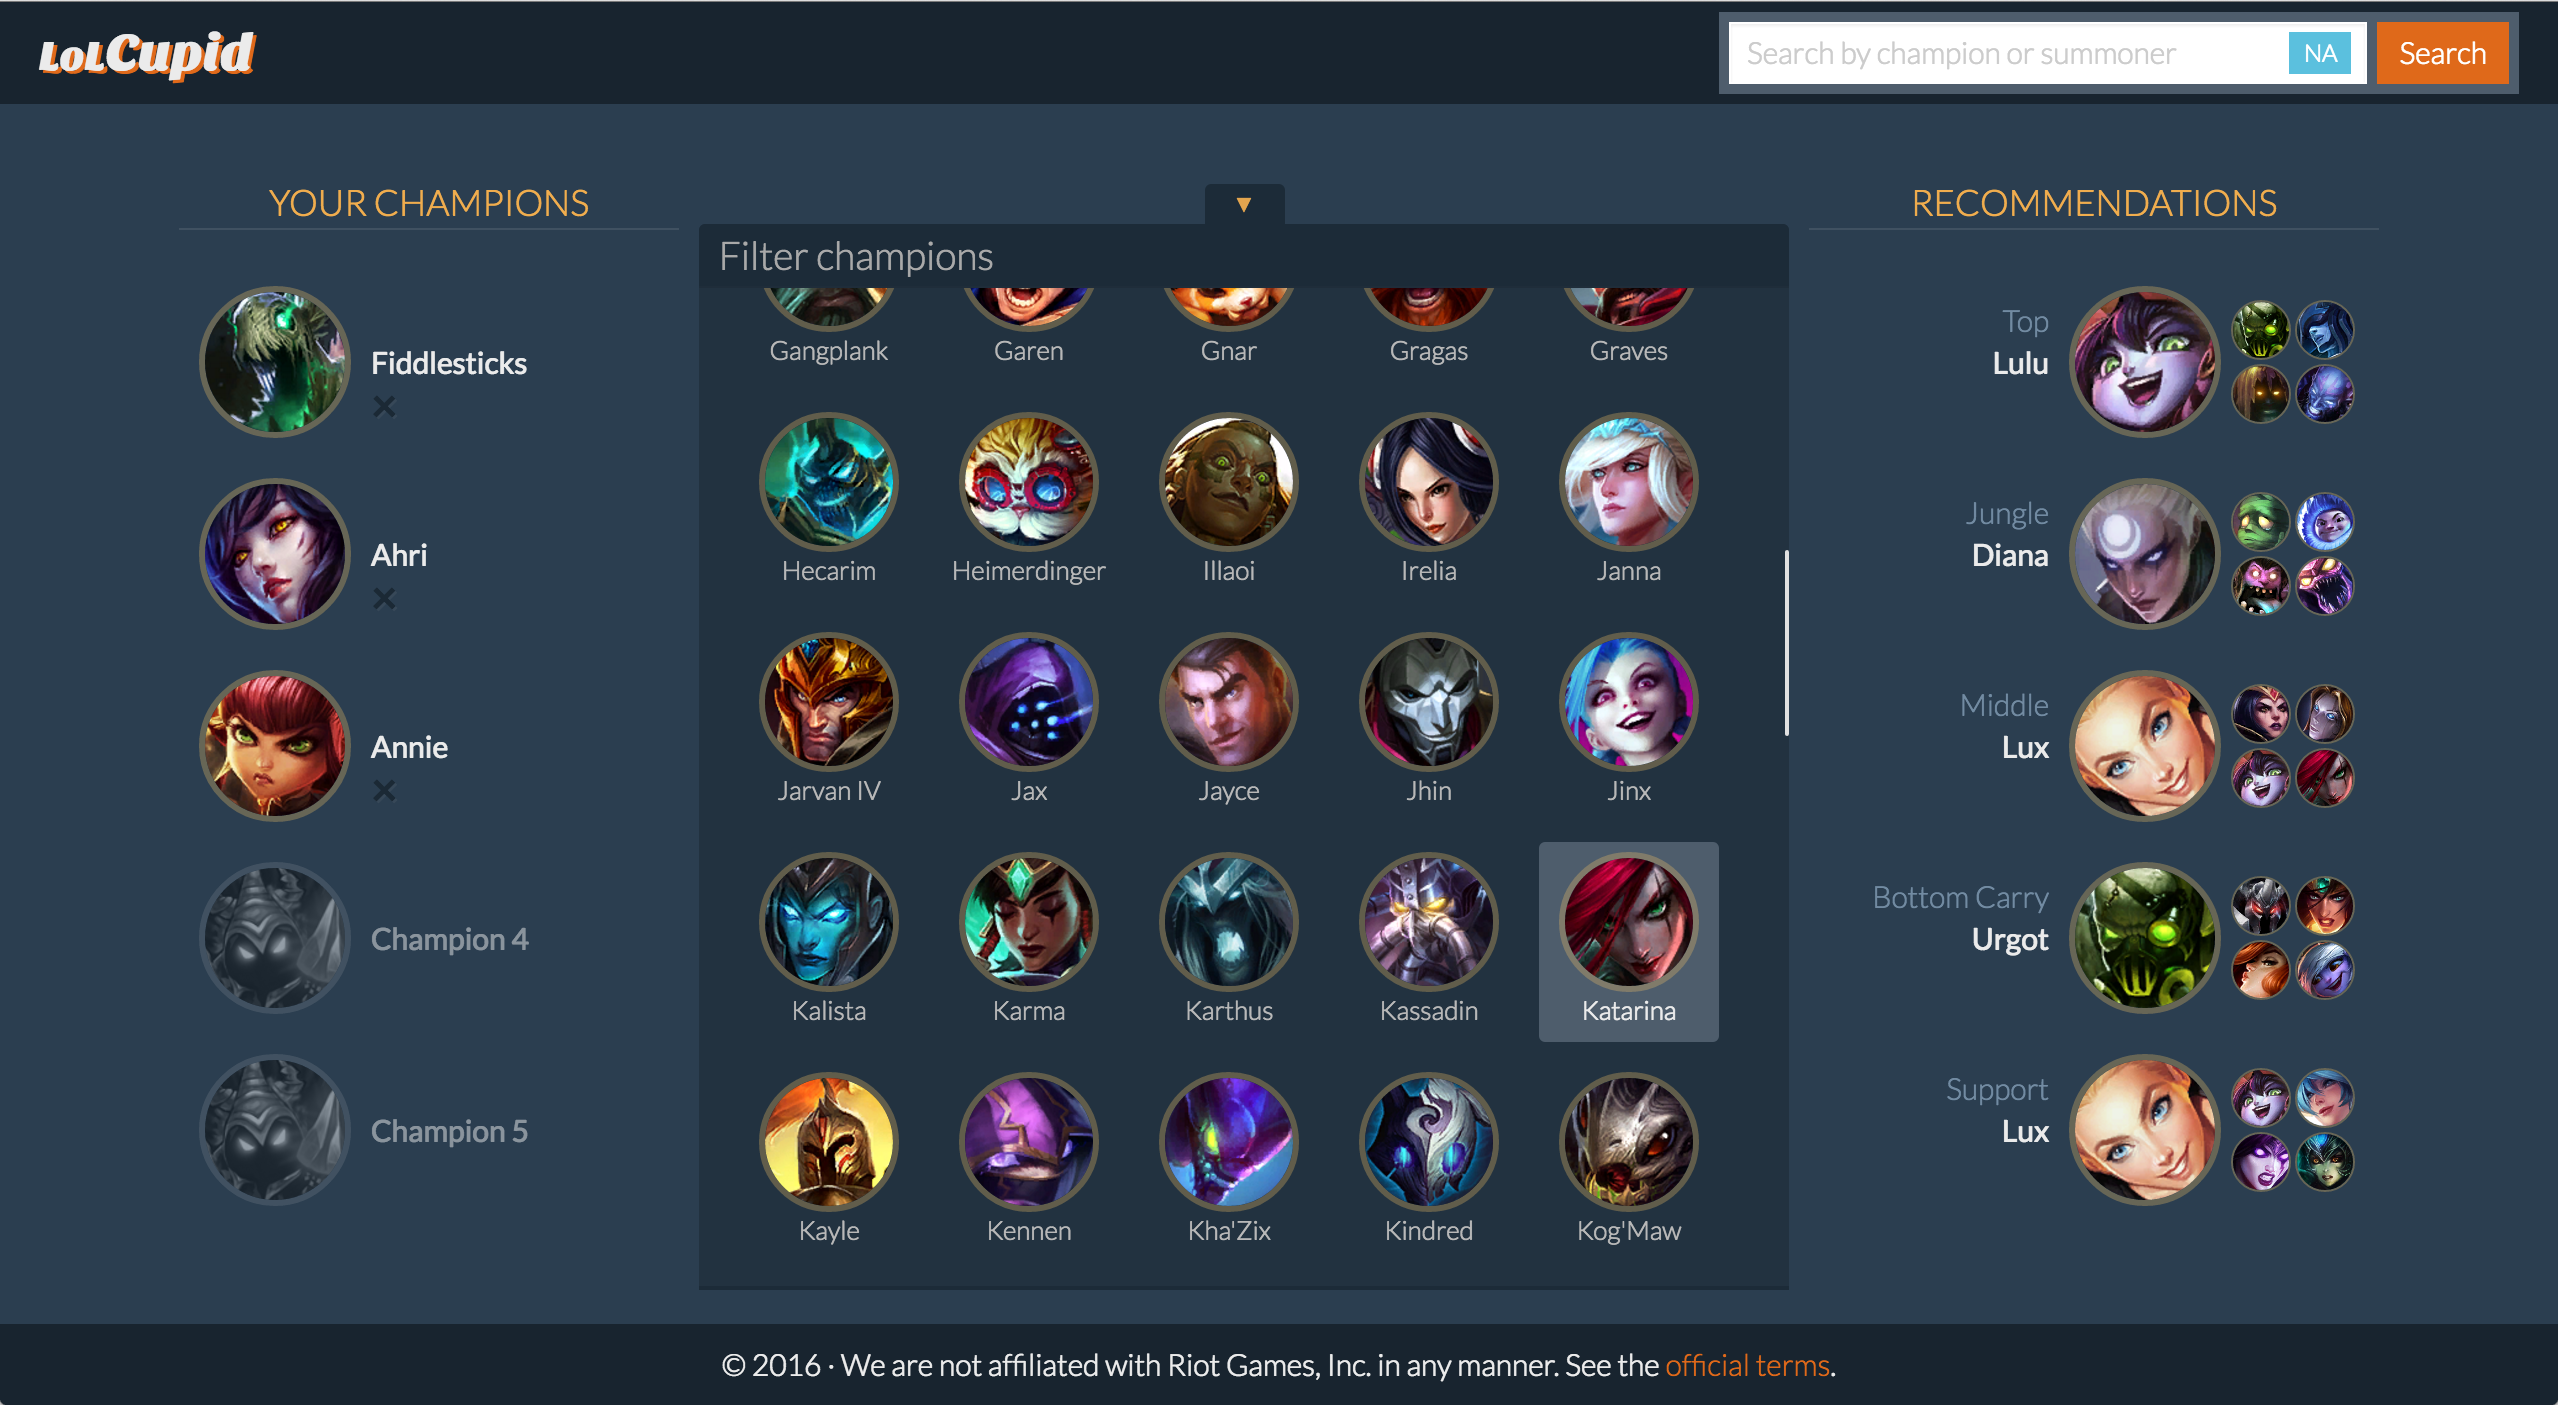 LoLCupid
Search by champion or summoner
NA
Search
YOUR CHAMPIONS
Fiddlesticks
Ahri
Annie
Champion 4
Champion 5
▼
Filter champions
Gangplank Garen Gnar Gragas Graves
Hecarim Heimerdinger Illaoi Irelia Janna
Jarvan IV Jax Jayce Jhin Jinx
Kalista Karma Karthus Kassadin Katarina
Kayle Kennen Kha'Zix Kindred Kog'Maw
RECOMMENDATIONS
Top
Lulu
Jungle
Diana
Middle
Lux
Bottom Carry
Urgot
Support
Lux
© 2016 · We are not affiliated with Riot Games, Inc. in any manner. See the official terms.